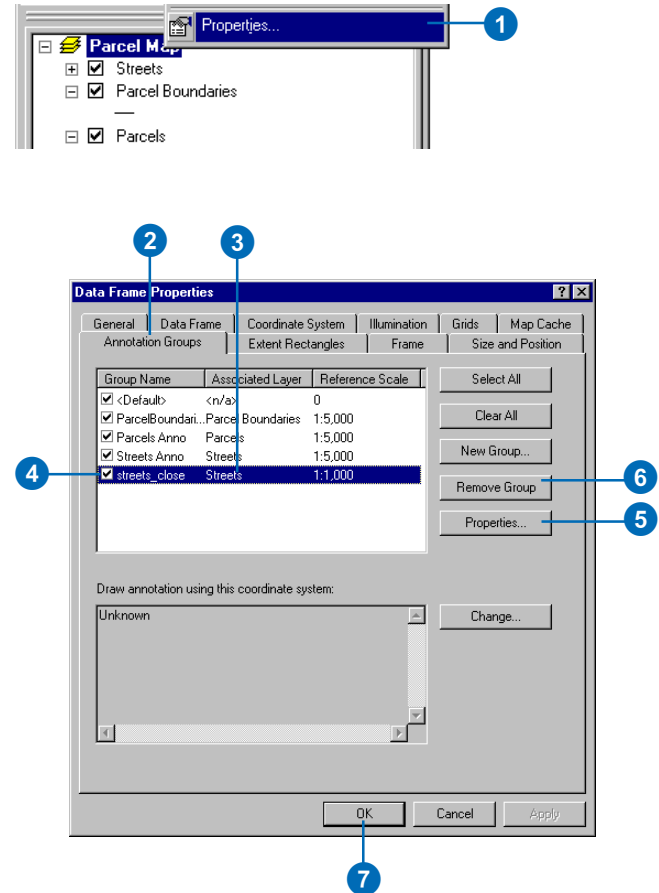 Properties...
1
Parcel Map
Streets
Parcel Boundaries
Parcels
2
3
Data Frame Properties
General Data Frame Coordinate System Illumination Grids Map Cache
Annotation Groups Extent Rectangles Frame Size and Position
Group Name Associated Layer Reference Scale
<Default> <n/a> 0
ParcelBoundari... Parcel Boundaries 1:5,000
Parcels Anno Parcels 1:5,000
Streets Anno Streets 1:5,000
4
streets_close Streets 1:1,000
Select All
Clear All
New Group...
Remove Group
6
Properties...
5
Draw annotation using this coordinate system:
Unknown
Change...
OK Cancel Apply
7